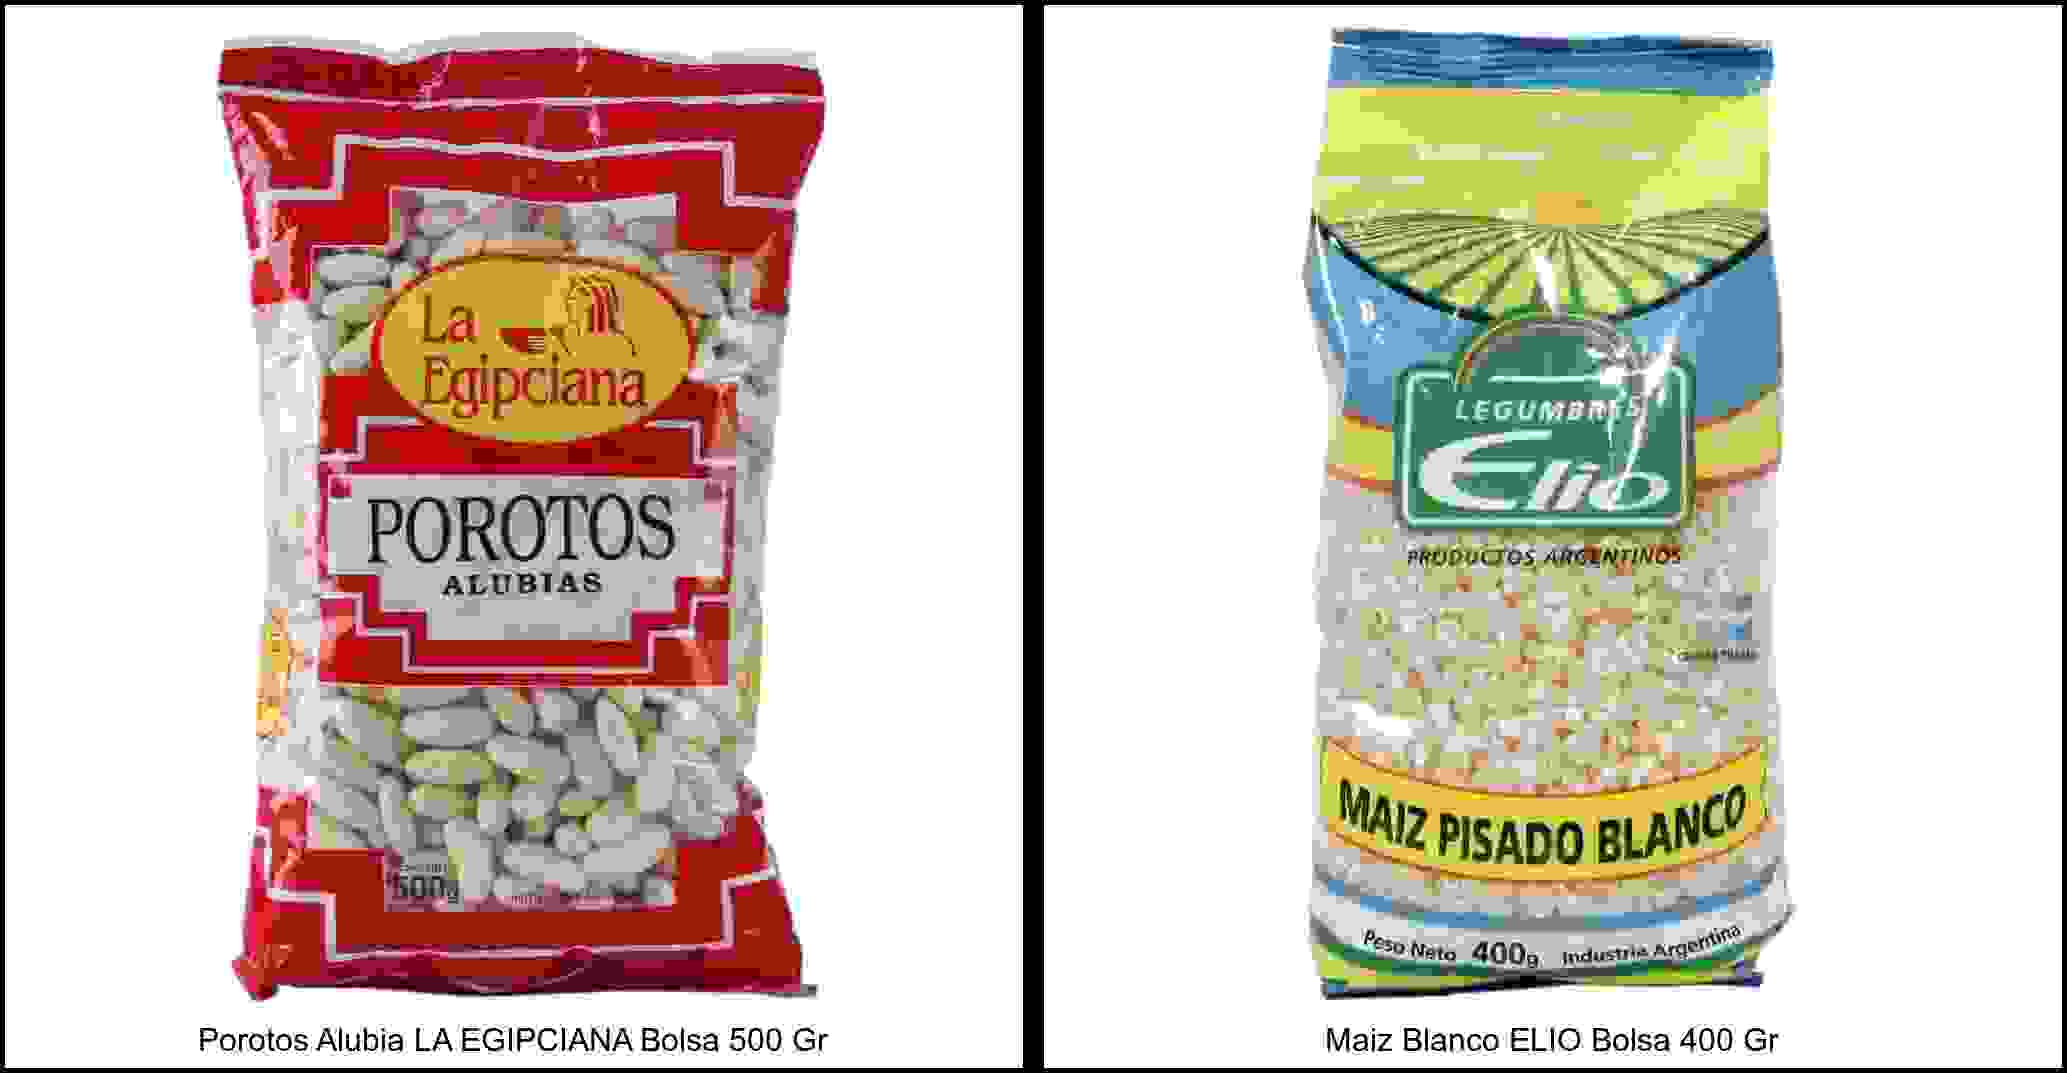 La
Egipciana
POROTOS
ALUBIAS
500g
Porotos Alubia LA EGIPCIANA Bolsa 500 Gr
LEGUMBRES
Elio
PRODUCTOS ARGENTINOS
MAIZ PISADO BLANCO
Peso Neto 400g Industria Argentina
Maiz Blanco ELIO Bolsa 400 Gr